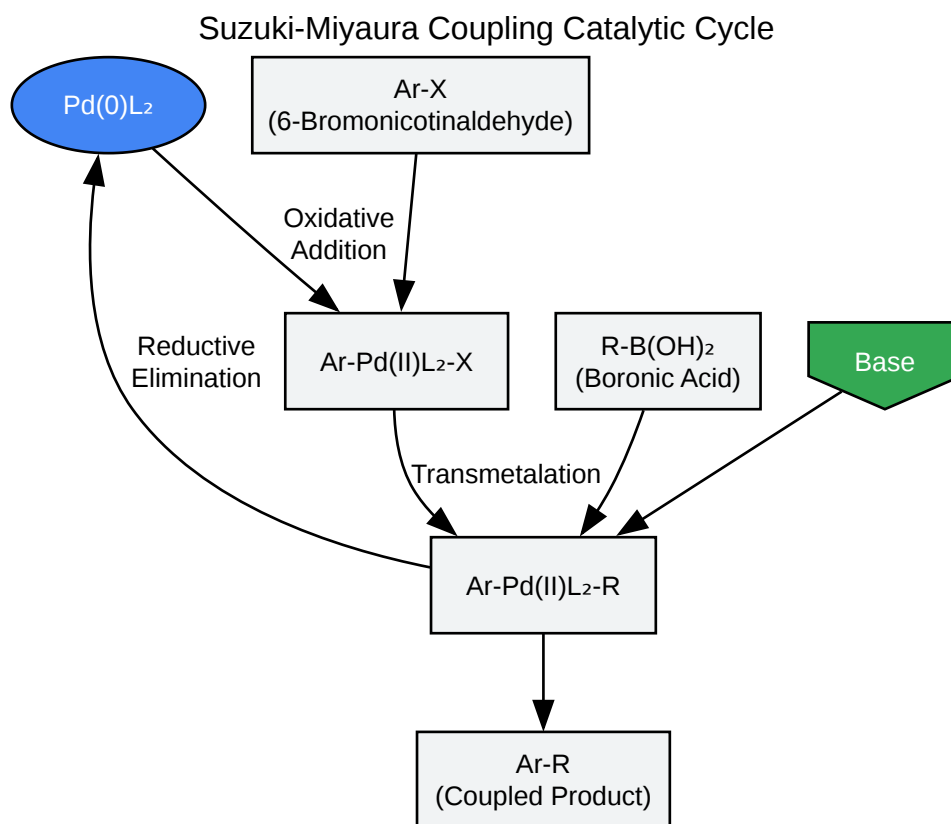 Suzuki-Miyaura Coupling Catalytic Cycle
Pd(0)L₂
Ar-X
(6-Bromonicotinaldehyde)
Oxidative
Addition
Reductive
Elimination
Ar-Pd(II)L₂-X
R-B(OH)₂
(Boronic Acid)
Base
Transmetalation
Ar-Pd(II)L₂-R
Ar-R
(Coupled Product)